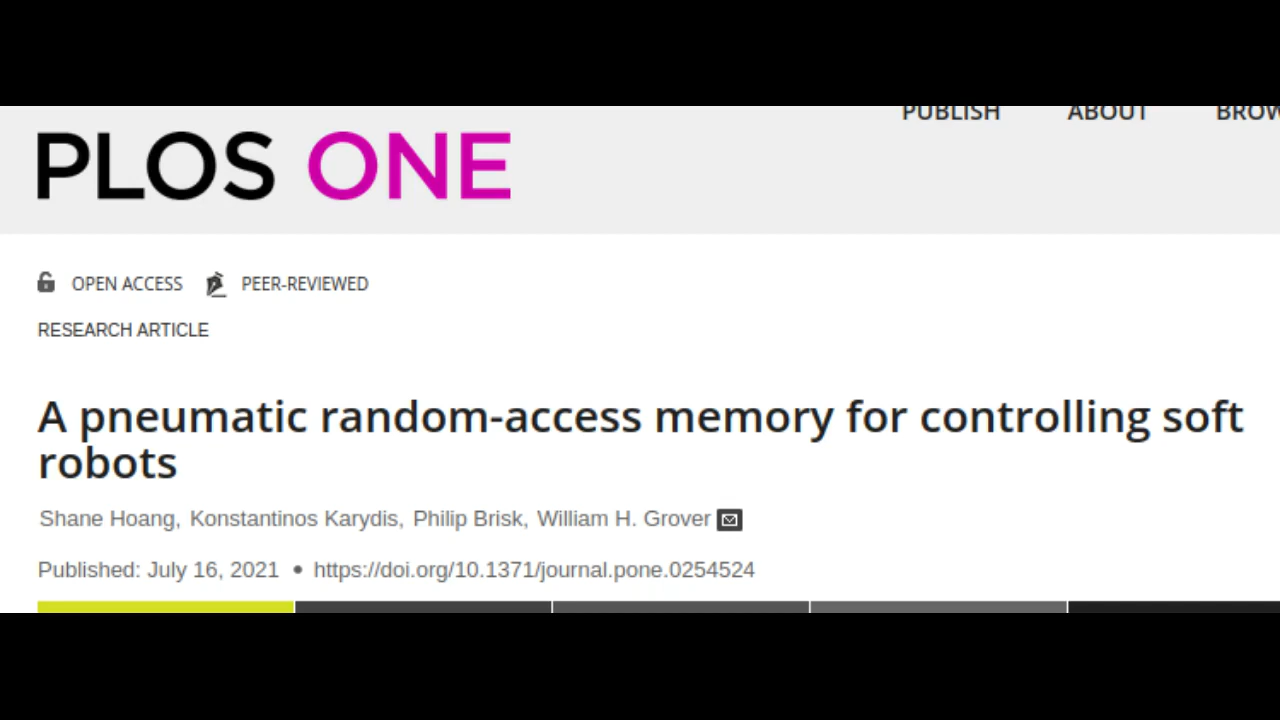 PUBLISH ABOUT
PLOS ONE
OPEN ACCESS PEER-REVIEWED
RESEARCH ARTICLE
A pneumatic random-access memory for controlling soft
robots
Shane Hoang, Konstantinos Karydis, Philip Brisk, William H. Grover
Published: July 16, 2021 • https://doi.org/10.1371/journal.pone.0254524